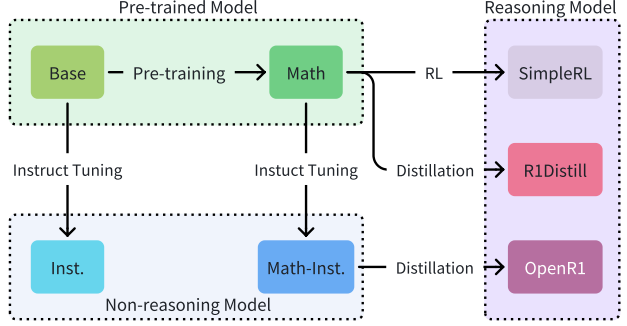 Pre-trained Model
Reasoning Model
Base
Pre-training
Math
RL
SimpleRL
Instruct Tuning
Instuct Tuning
Distillation
R1Distill
Inst.
Math-Inst.
Distillation
OpenR1
Non-reasoning Model